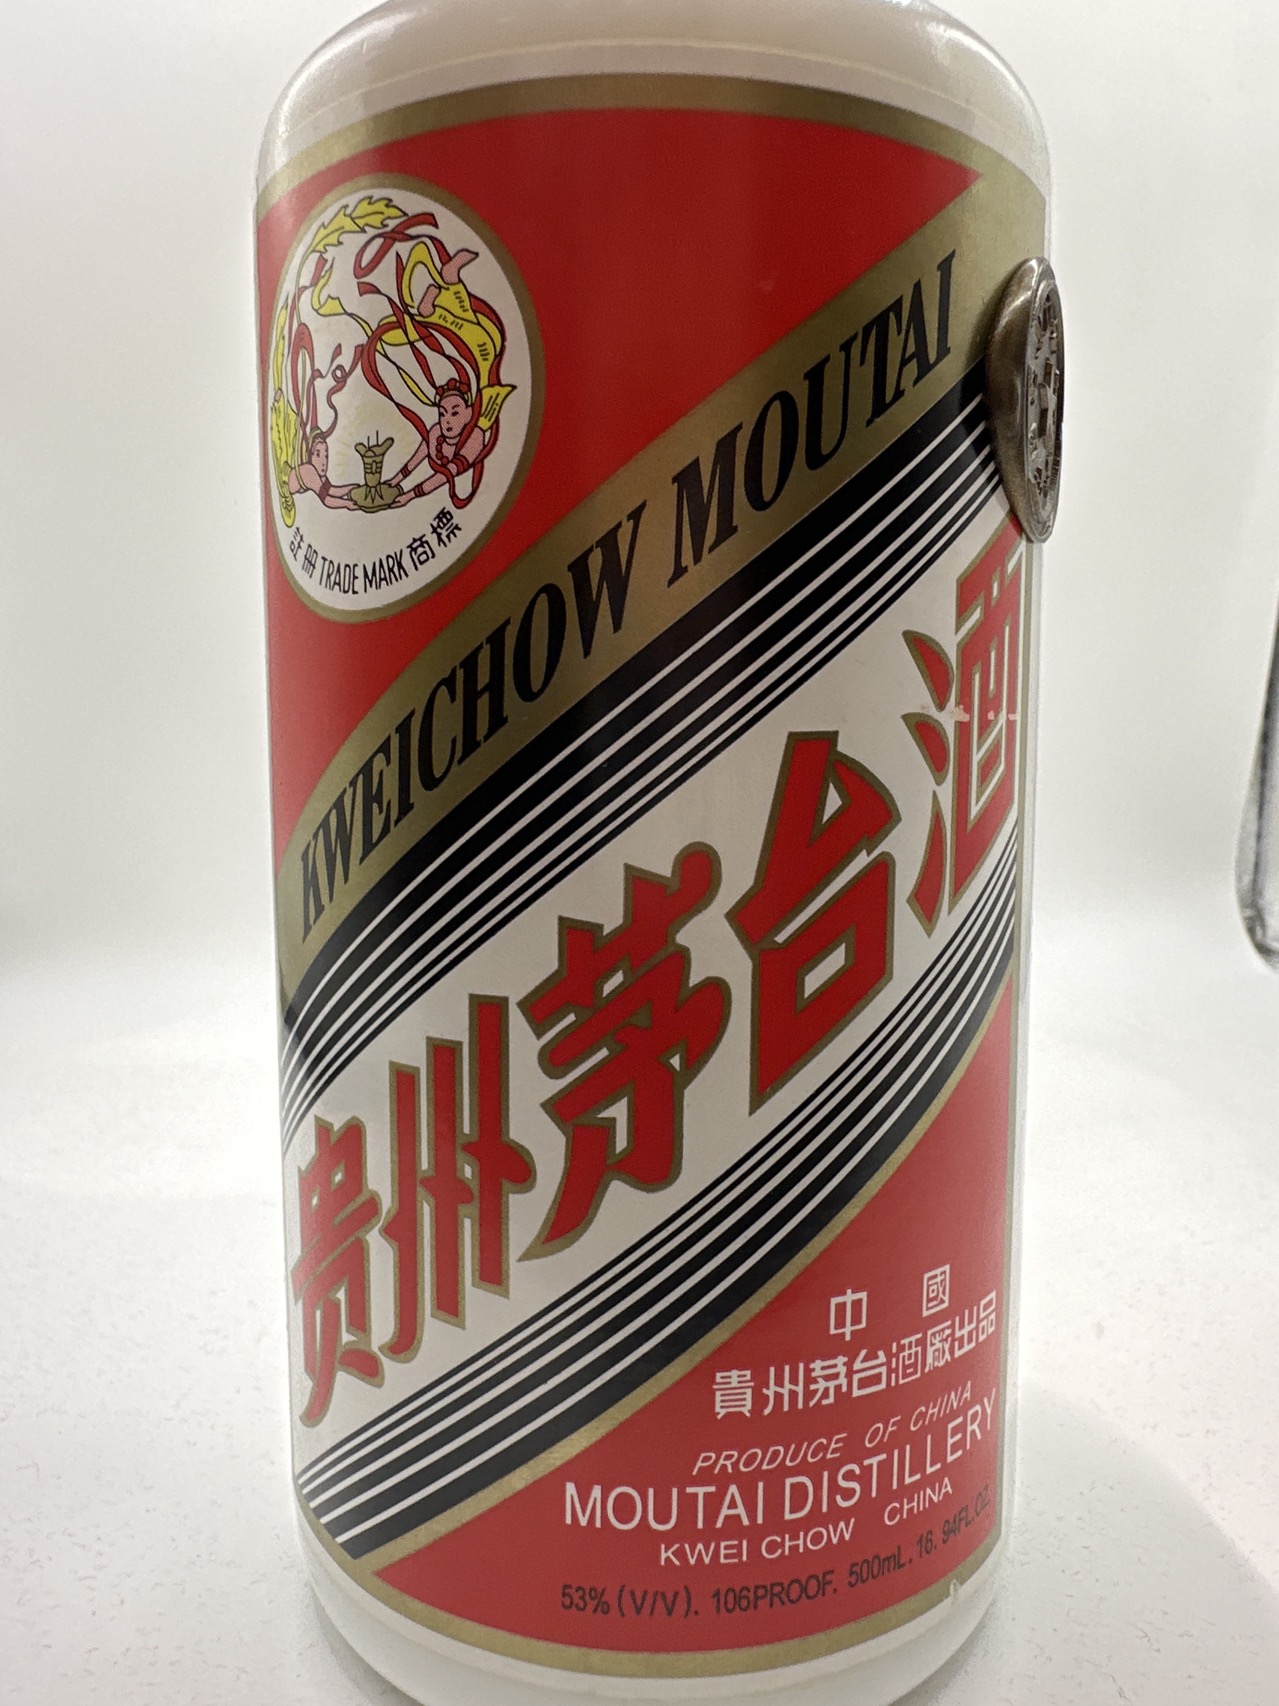 註冊 TRADE MARK 商標
KWEICHOW MOUTAI
贵州茅台酒
中國
貴州茅台酒廠出品
PRODUCE OF CHINA
MOUTAI DISTILLERY
KWEI CHOW CHINA
53% (V/V). 106PROOF. 500mL. 16. 94FL.OZ.